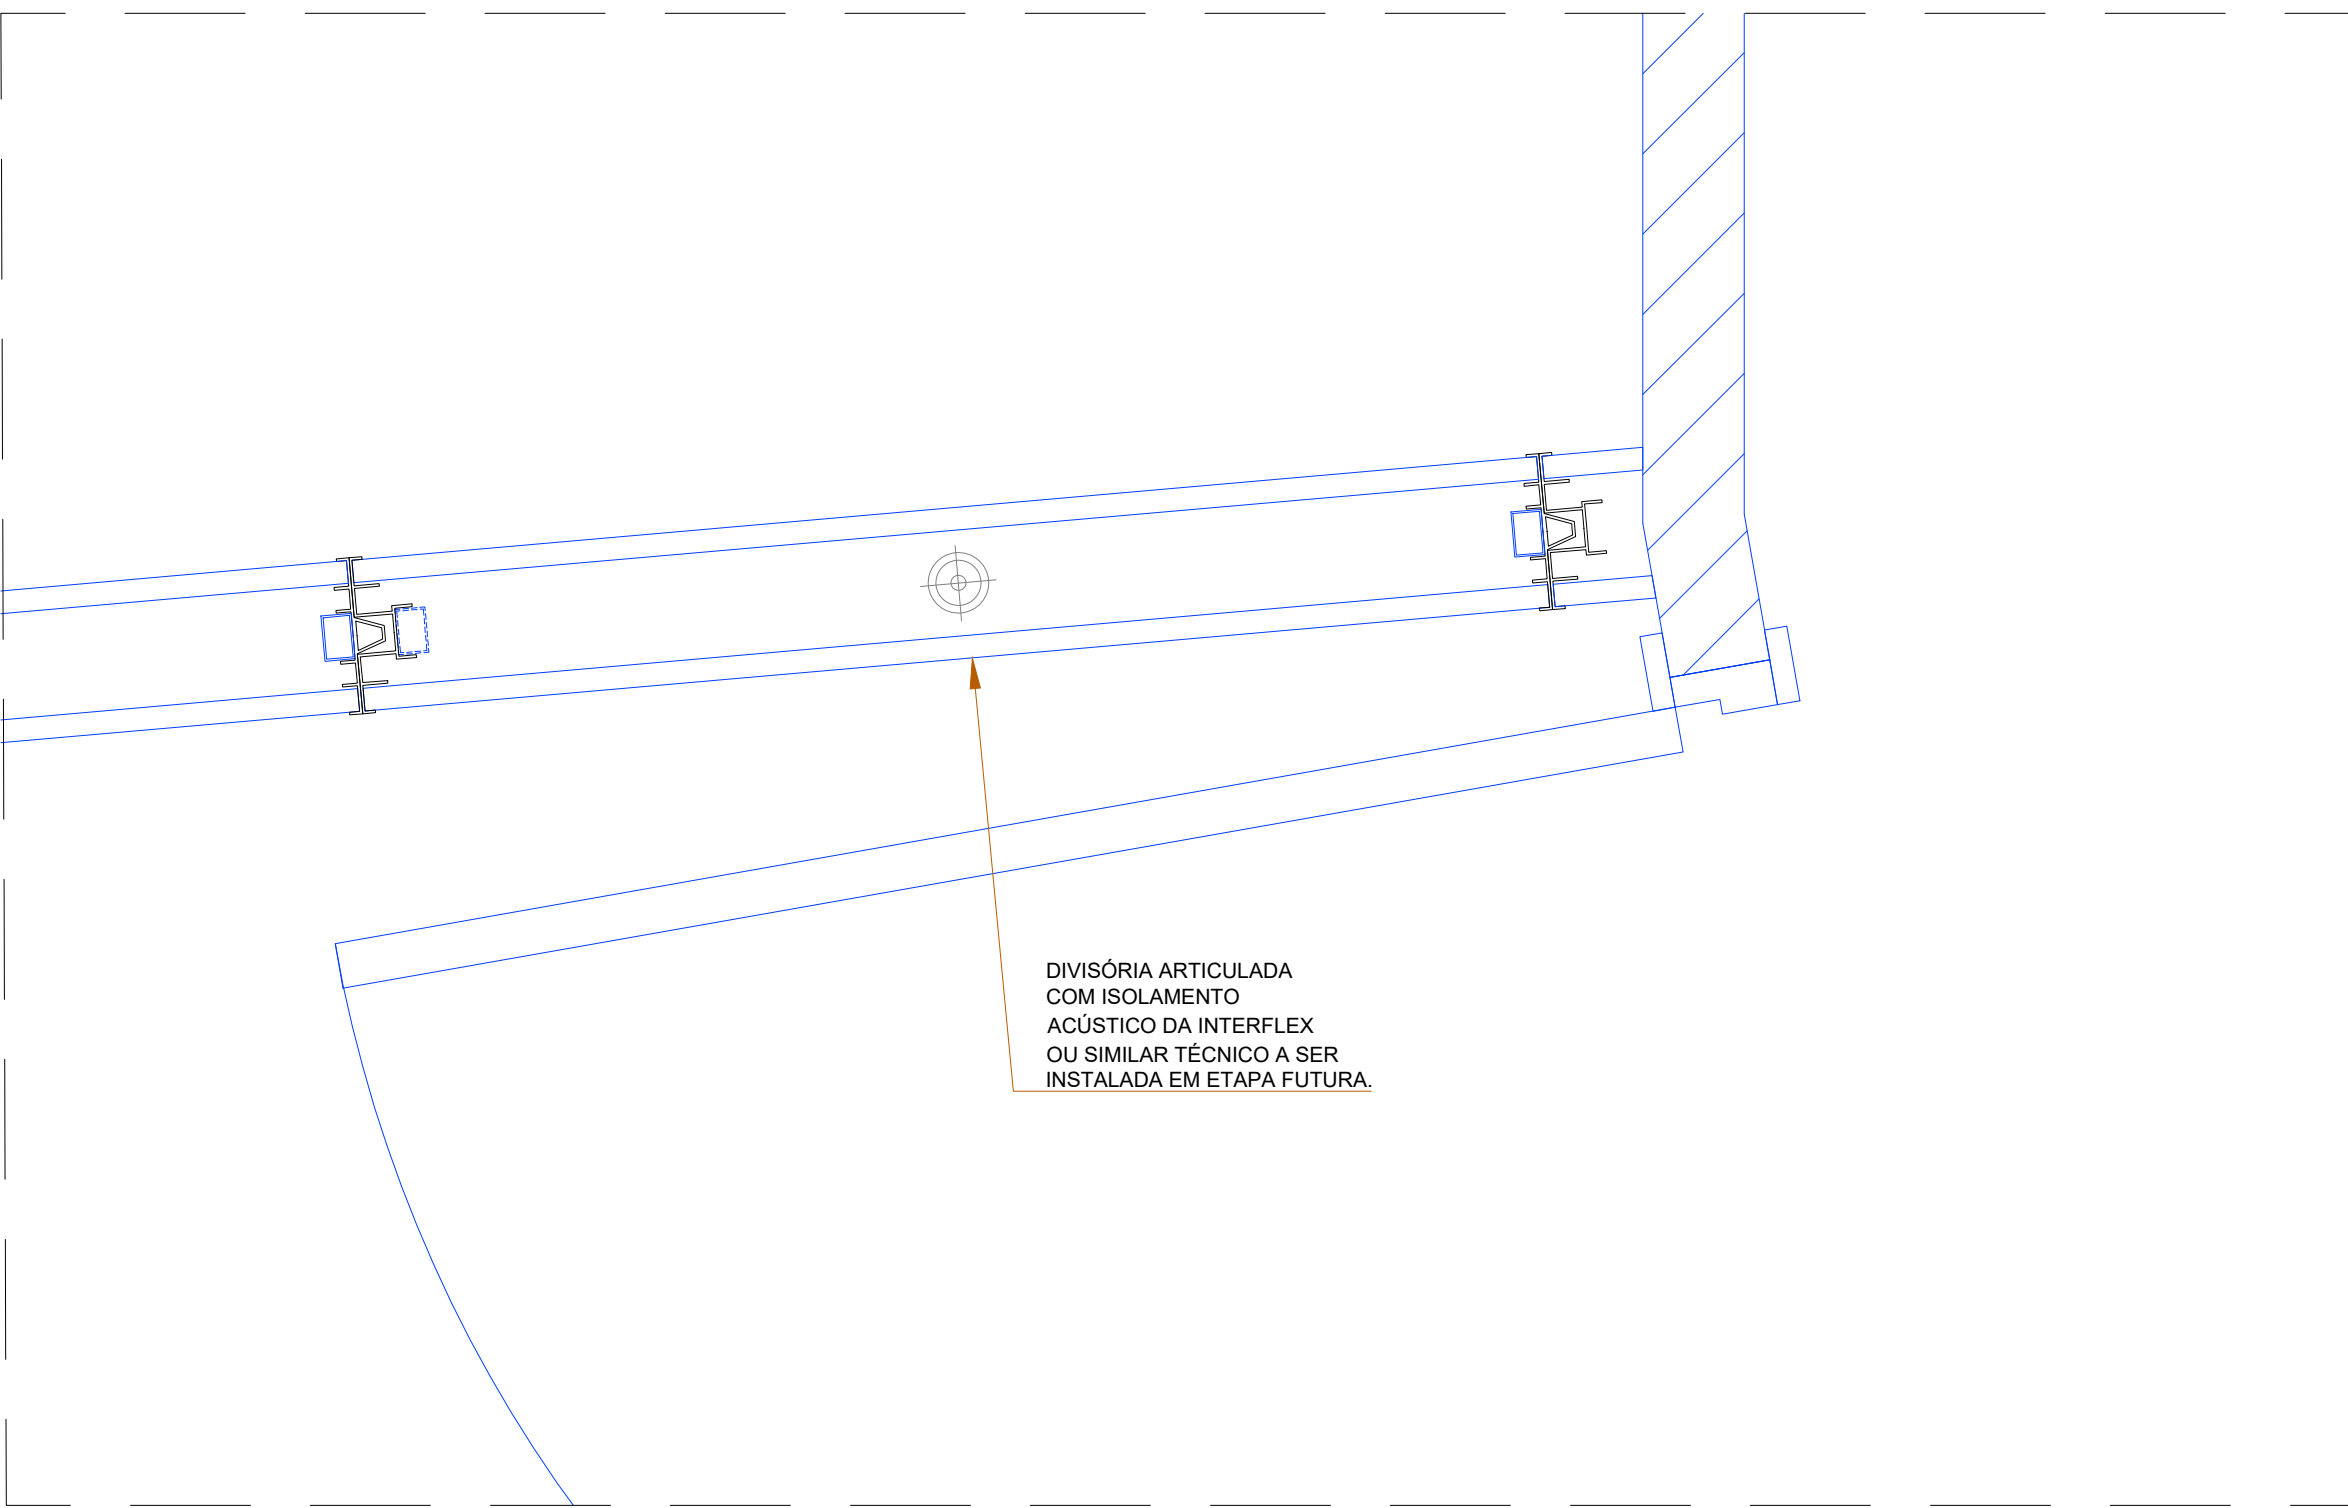 DIVISÓRIA ARTICULADA
COM ISOLAMENTO
ACÚSTICO DA INTERFLEX
OU SIMILAR TÉCNICO A SER
INSTALADA EM ETAPA FUTURA.